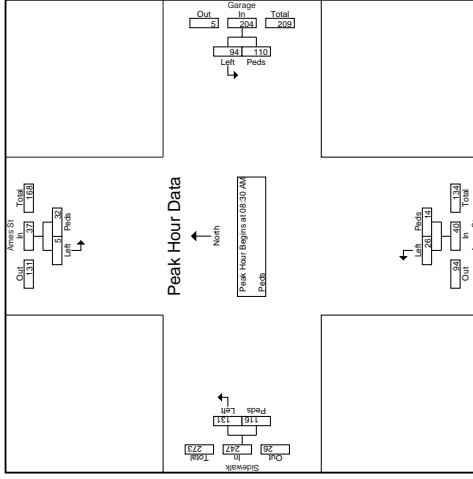 Garage
Out In Total
5 204 209
94 110
Left Peds
Ames St
Out In Total
131 37 168
5 32
Left Peds
Peak Hour Data
North
Peak Hour Begins at 08:30 AM
Peds
Left Peds
26 14
94 40 134
Out In Total
Left Peds
131 116
Total In Out
273 247 26
Sidewalk